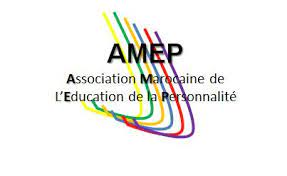 AMEP
Association Marocaine de
L'Education de la Personnalité